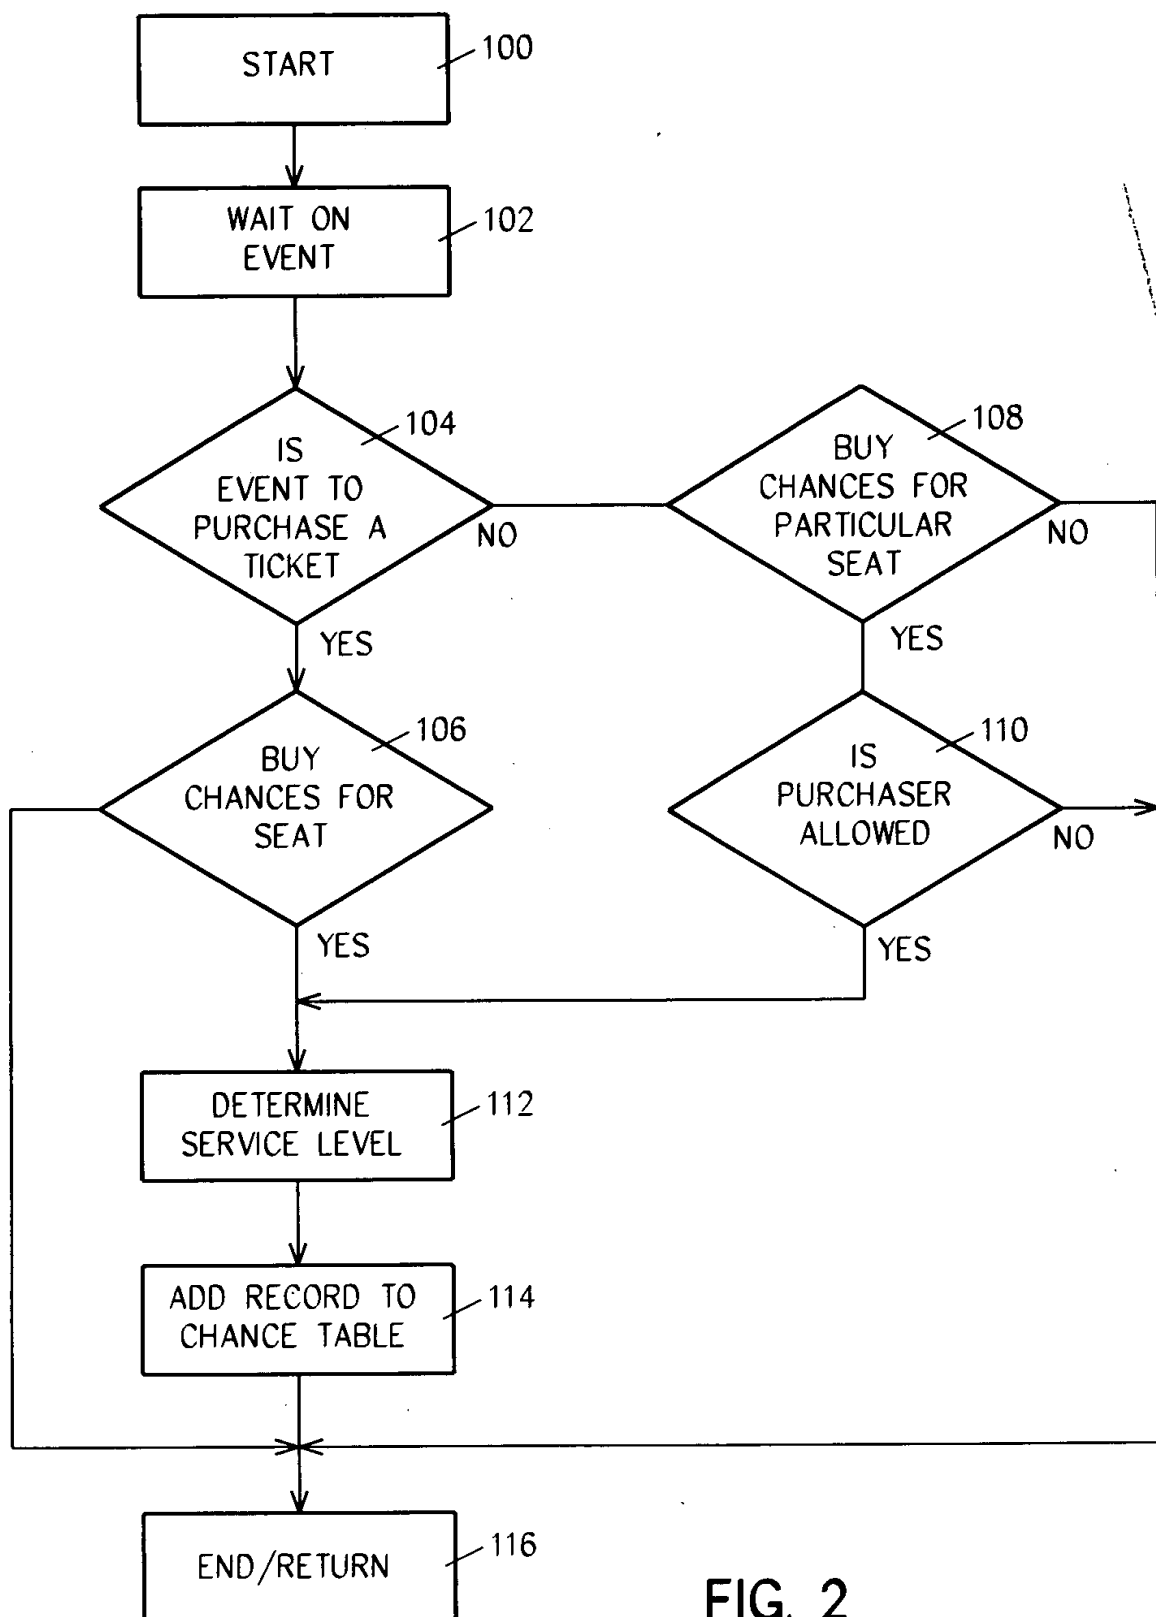 START
100
WAIT ON
EVENT
102
IS
EVENT TO
PURCHASE A
TICKET
104
NO
YES
BUY
CHANCES FOR
PARTICULAR
SEAT
108
NO
YES
BUY
CHANCES FOR
SEAT
106
YES
IS
PURCHASER
ALLOWED
110
NO
YES
DETERMINE
SERVICE LEVEL
112
ADD RECORD TO
CHANCE TABLE
114
END/RETURN
116
FIG. 2